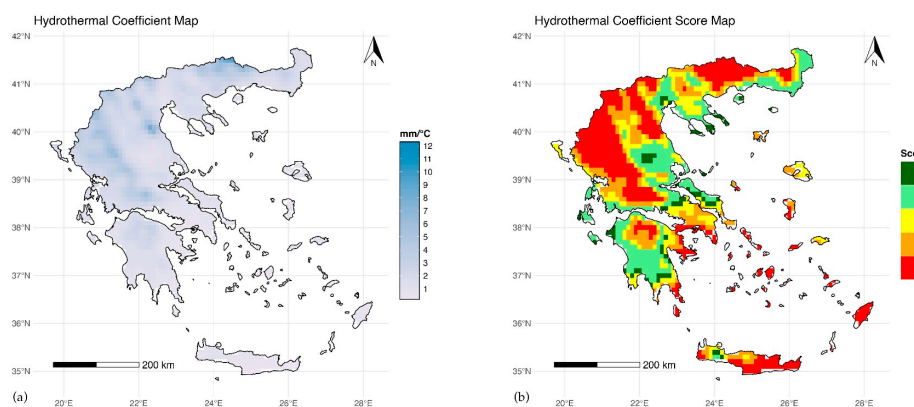 Hydrothermal Coefficient Map
42°N
41°N
40°N
39°N
38°N
37°N
36°N
35°N
N
mm/°C
12
11
10
9
8
7
6
5
4
3
2
1
200 km
(a)
20°E
22°E
24°E
26°E
28°E
Hydrothermal Coefficient Score Map
42°N
41°N
40°N
39°N
38°N
37°N
36°N
35°N
N
200 km
(b)
20°E
22°E
24°E
26°E
28°E